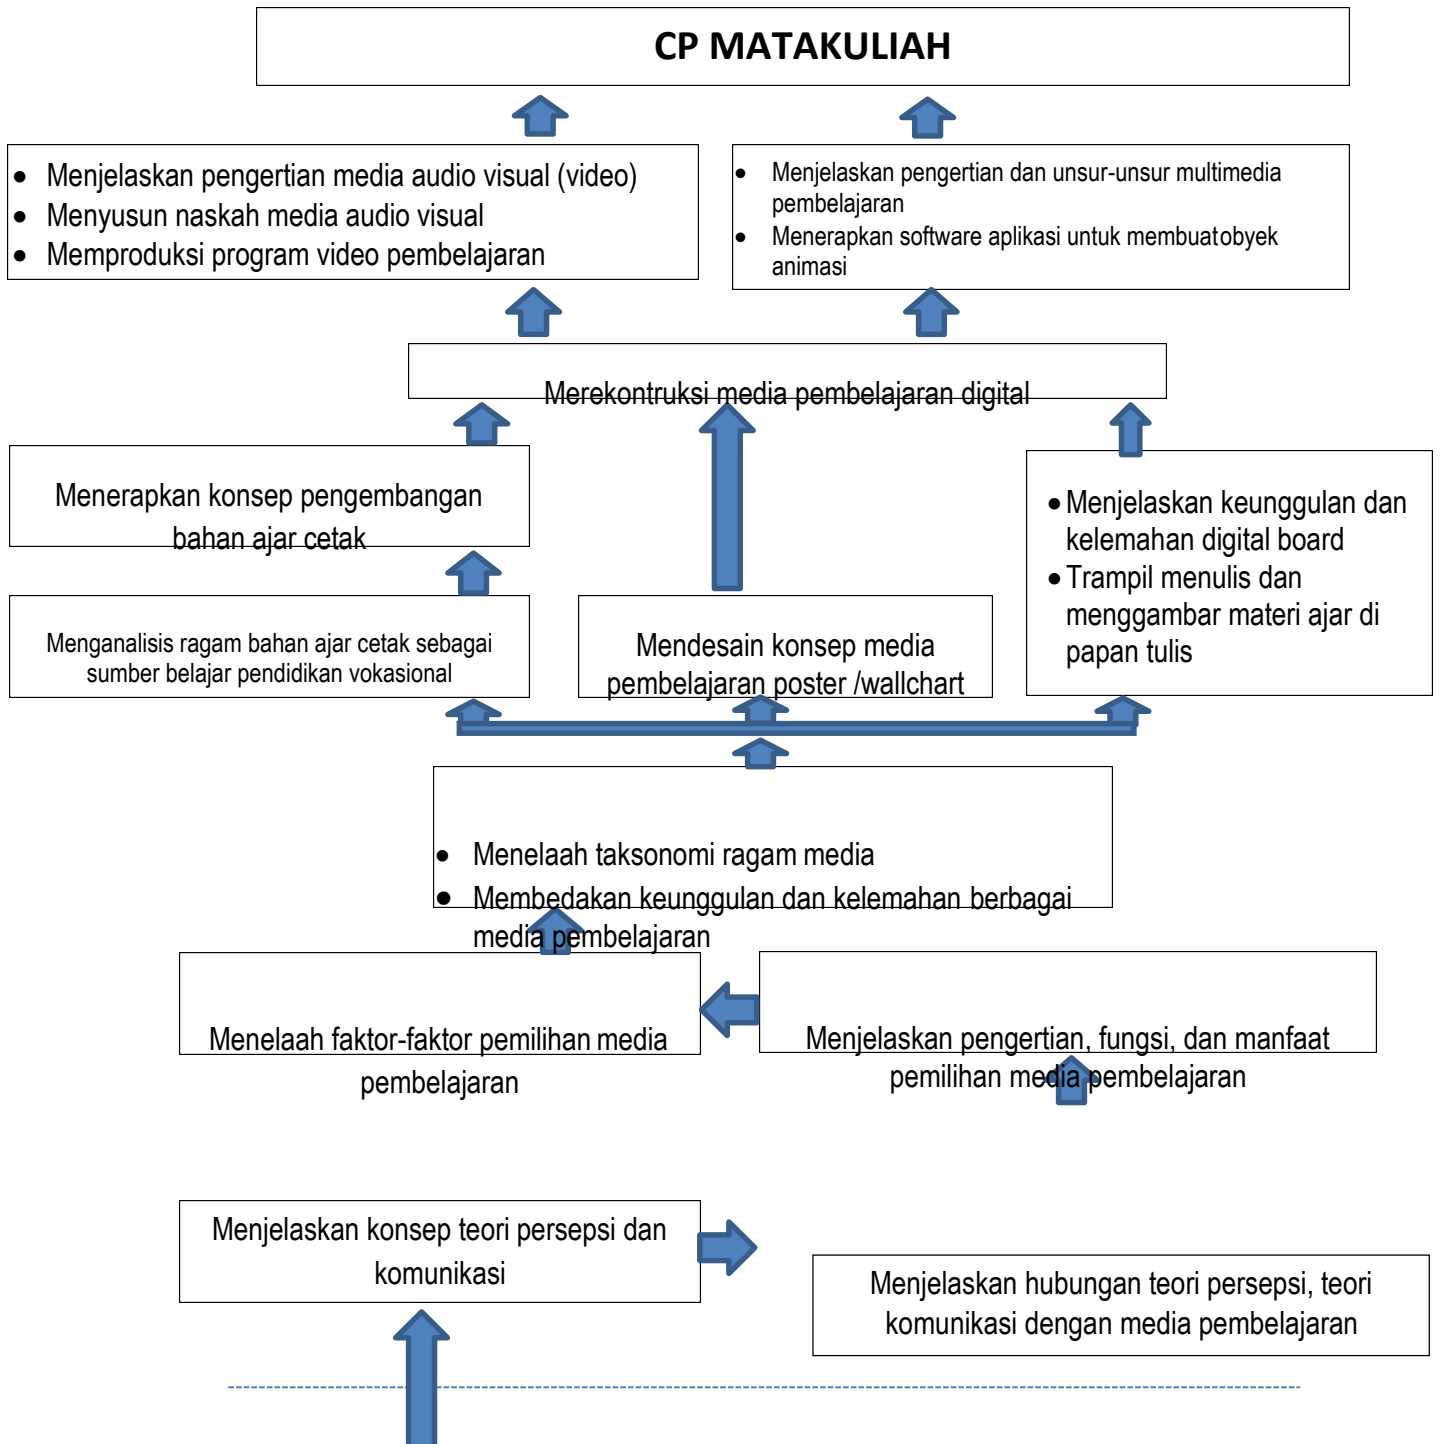 CP MATAKULIAH
• Menjelaskan pengertian media audio visual (video)
• Menyusun naskah media audio visual
• Memproduksi program video pembelajaran
• Menjelaskan pengertian dan unsur-unsur multimedia
pembelajaran
• Menerapkan software aplikasi untuk membuatobyek
animasi
Merekontruksi media pembelajaran digital
Menerapkan konsep pengembangan
bahan ajar cetak
• Menjelaskan keunggulan dan
kelemahan digital board
• Trampil menulis dan
menggambar materi ajar di
papan tulis
Menganalisis ragam bahan ajar cetak sebagai
sumber belajar pendidikan vokasional
Mendesain konsep media
pembelajaran poster /wallchart
• Menelaah taksonomi ragam media
• Membedakan keunggulan dan kelemahan berbagai
media pembelajaran
Menelaah faktor-faktor pemilihan media
pembelajaran
Menjelaskan pengertian, fungsi, dan manfaat
pemilihan media pembelajaran
Menjelaskan konsep teori persepsi dan
komunikasi
Menjelaskan hubungan teori persepsi, teori
komunikasi dengan media pembelajaran